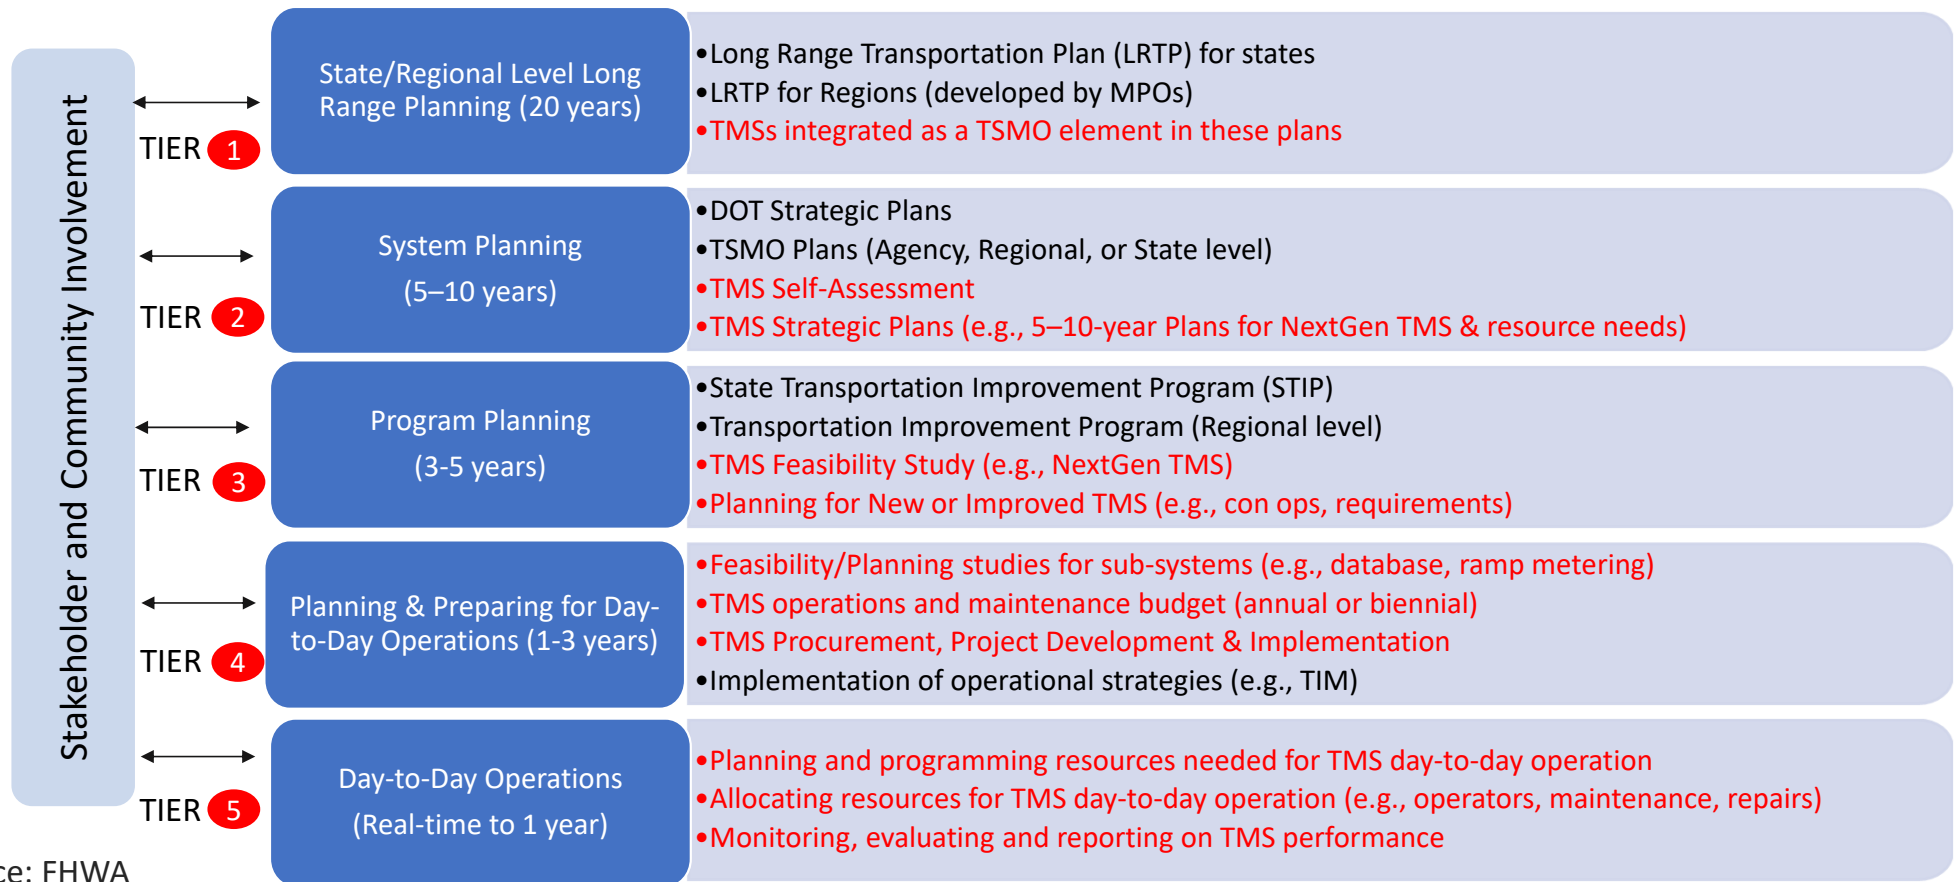 Stakeholder and Community Involvement
TIER 1
State/Regional Level Long
Range Planning (20 years)
•Long Range Transportation Plan (LRTP) for states
•LRTP for Regions (developed by MPOs)
•TMSs integrated as a TSMO element in these plans
TIER 2
System Planning
(5–10 years)
•DOT Strategic Plans
•TSMO Plans (Agency, Regional, or State level)
•TMS Self-Assessment
•TMS Strategic Plans (e.g., 5–10-year Plans for NextGen TMS & resource needs)
TIER 3
Program Planning
(3-5 years)
•State Transportation Improvement Program (STIP)
•Transportation Improvement Program (Regional level)
•TMS Feasibility Study (e.g., NextGen TMS)
•Planning for New or Improved TMS (e.g., con ops, requirements)
TIER 4
Planning & Preparing for Day-
to-Day Operations (1-3 years)
•Feasibility/Planning studies for sub-systems (e.g., database, ramp metering)
•TMS operations and maintenance budget (annual or biennial)
•TMS Procurement, Project Development & Implementation
•Implementation of operational strategies (e.g., TIM)
TIER 5
Day-to-Day Operations
(Real-time to 1 year)
•Planning and programming resources needed for TMS day-to-day operation
•Allocating resources for TMS day-to-day operation (e.g., operators, maintenance, repairs)
•Monitoring, evaluating and reporting on TMS performance
ce: FHWA